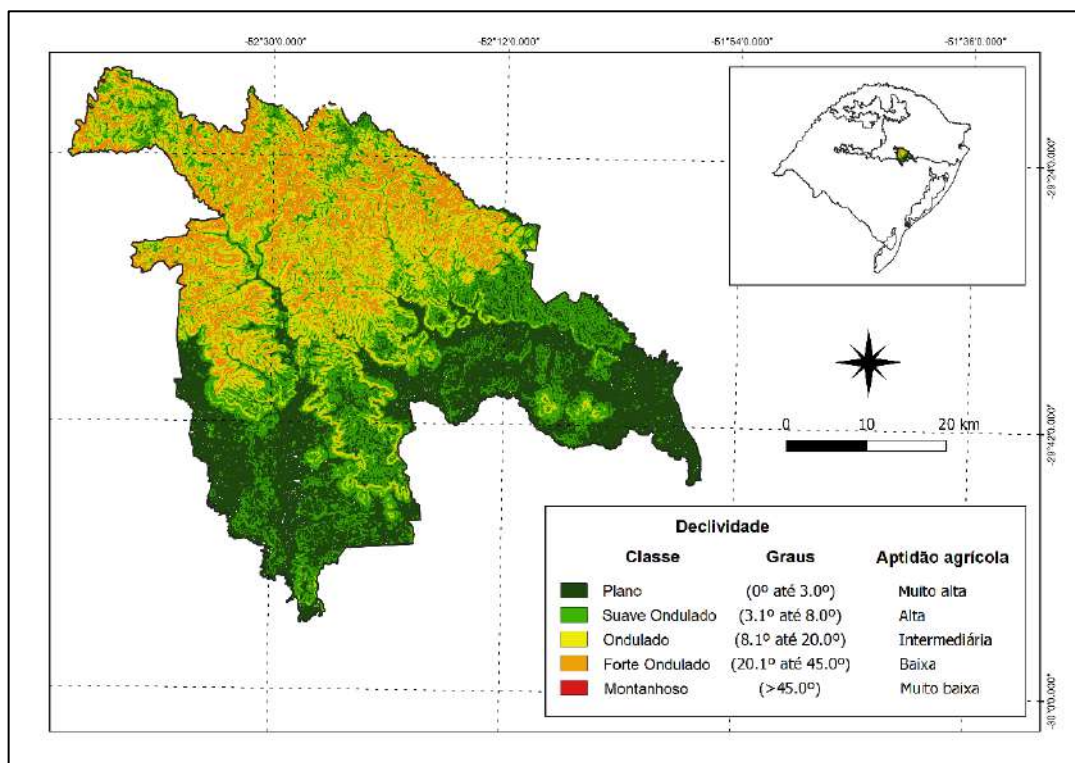 -52°30'0.000" -52°12'0.000" -51°54'0.000" -51°36'0.000"
-29°24'0.000"
0 10 20 km
-29°42'0.000"
Declividade
Classe Graus Aptidão agrícola
Plano (0º até 3.0º) Muito alta
Suave Ondulado (3.1º até 8.0º) Alta
Ondulado (8.1º até 20.0º) Intermediária
Forte Ondulado (20.1º até 45.0º) Baixa
Montanhoso (>45.0º) Muito baixa
-30°0'0.000"